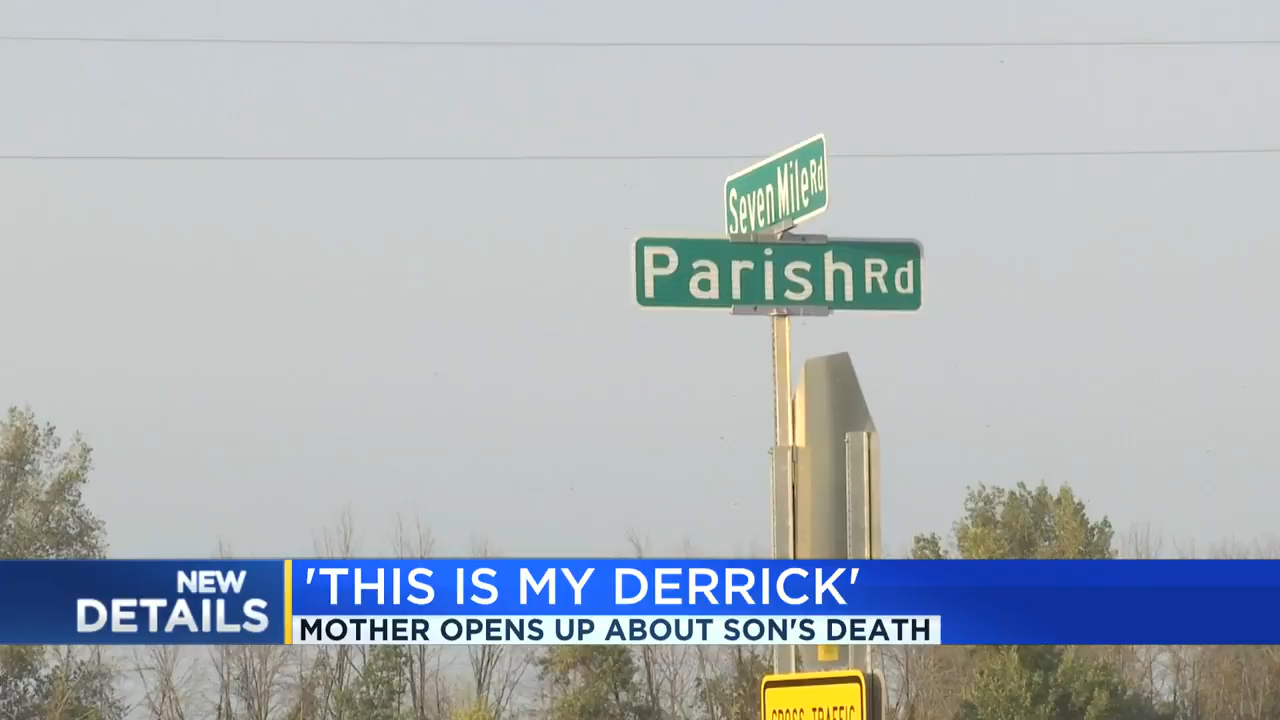 Seven Mile Rd
Parish Rd
NEW
DETAILS
'THIS IS MY DERRICK'
MOTHER OPENS UP ABOUT SON'S DEATH
CROSS TRAFFIC